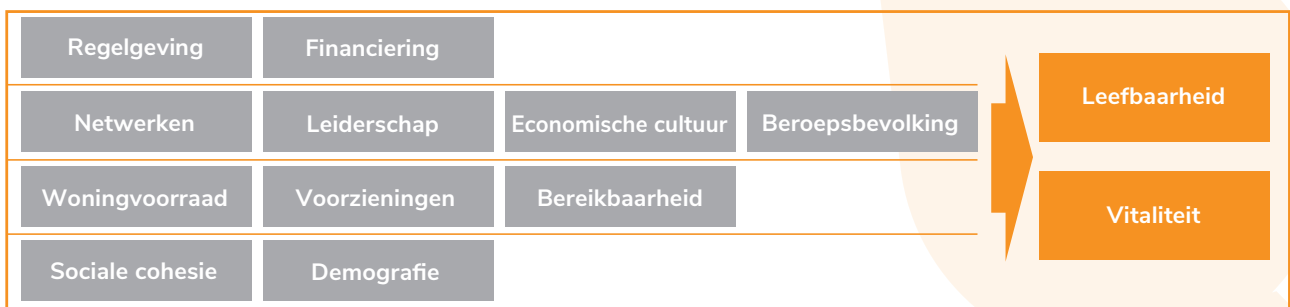 Regelgeving
Financiering
Netwerken
Leiderschap
Economische cultuur
Beroepsbevolking
Woningvoorraad
Voorzieningen
Bereikbaarheid
Sociale cohesie
Demografie
Leefbaarheid
Vitaliteit